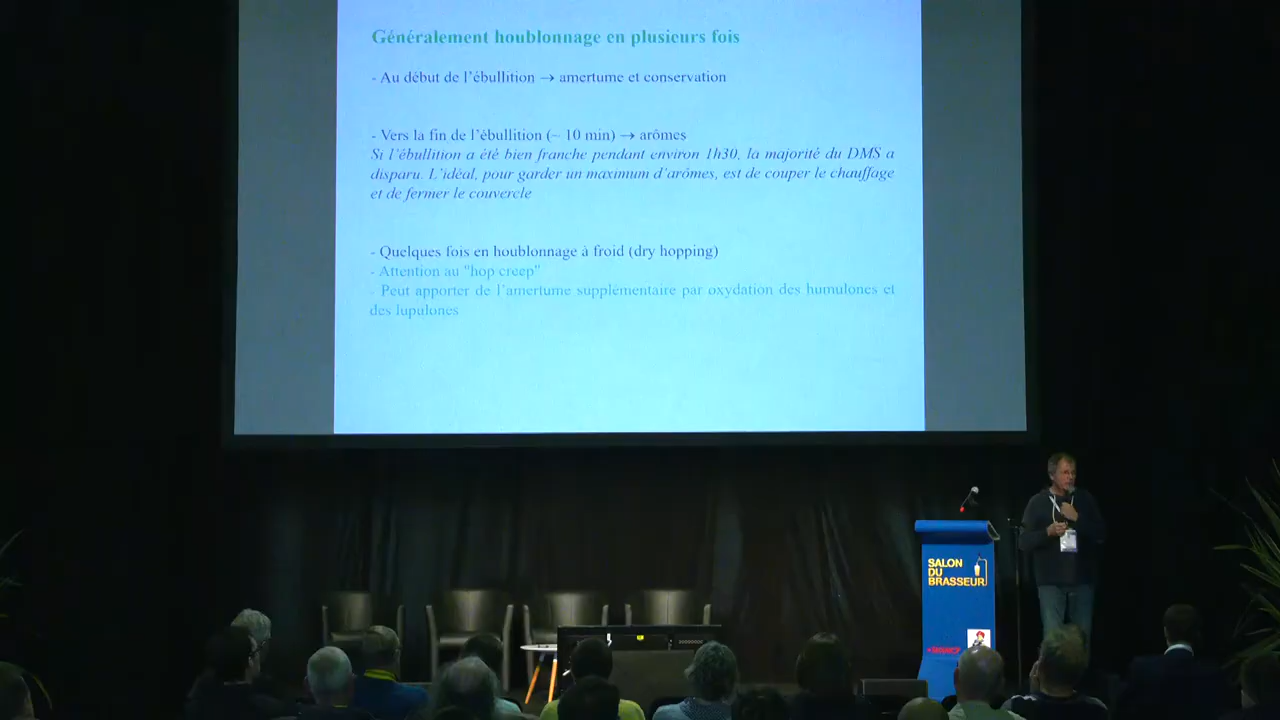 Généralement houblonnage en plusieurs fois
- Au début de l'ébullition → amertume et conservation
- Vers la fin de l'ébullition (~ 10 min) → arômes
Si l'ébullition a été bien franche pendant environ 1h30, la majorité du DMS a
disparu. L'idéal, pour garder un maximum d'arômes, est de couper le chauffage
et de fermer le couvercle
- Quelques fois en houblonnage à froid (dry hopping)
- Attention au "hop creep"
- Peut apporter de l'amertume supplémentaire par oxydation des humulones et
des lupulones
SALON
DU
BRASSEUR